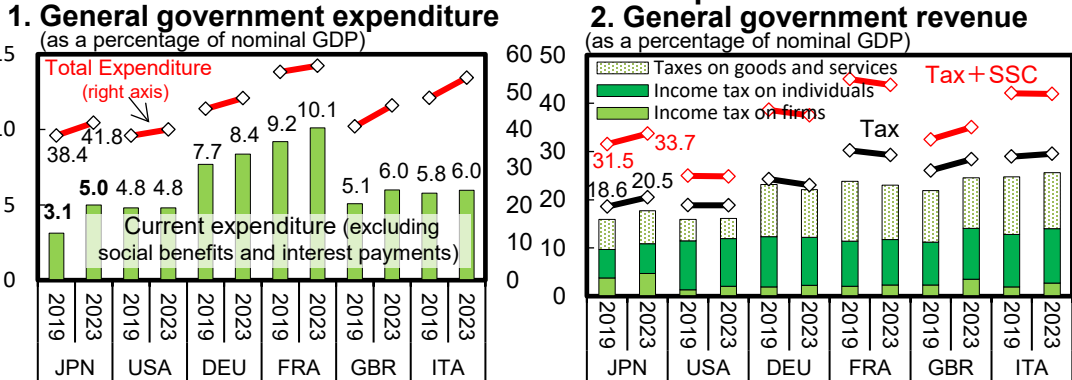 1. General government expenditure
(as a percentage of nominal GDP)
15
10
5
0
60
50
40
30
20
10
0
Total Expenditure
(right axis)
38.4
41.8
3.1
5.0
4.8
4.8
7.7
8.4
9.2
10.1
5.1
6.0
5.8
6.0
Current expenditure (excluding
social benefits and interest payments)
2019
2023
2019
2023
2019
2023
2019
2023
2019
2023
2019
2023
JPN
USA
DEU
FRA
GBR
ITA
2. General government revenue
(as a percentage of nominal GDP)
50
40
30
20
10
0
Taxes on goods and services
Income tax on individuals
Income tax on firms
Tax+SSC
Tax
31.5
33.7
18.6
20.5
2019
2023
2019
2023
2019
2023
2019
2023
2019
2023
2019
2023
JPN
USA
DEU
FRA
GBR
ITA